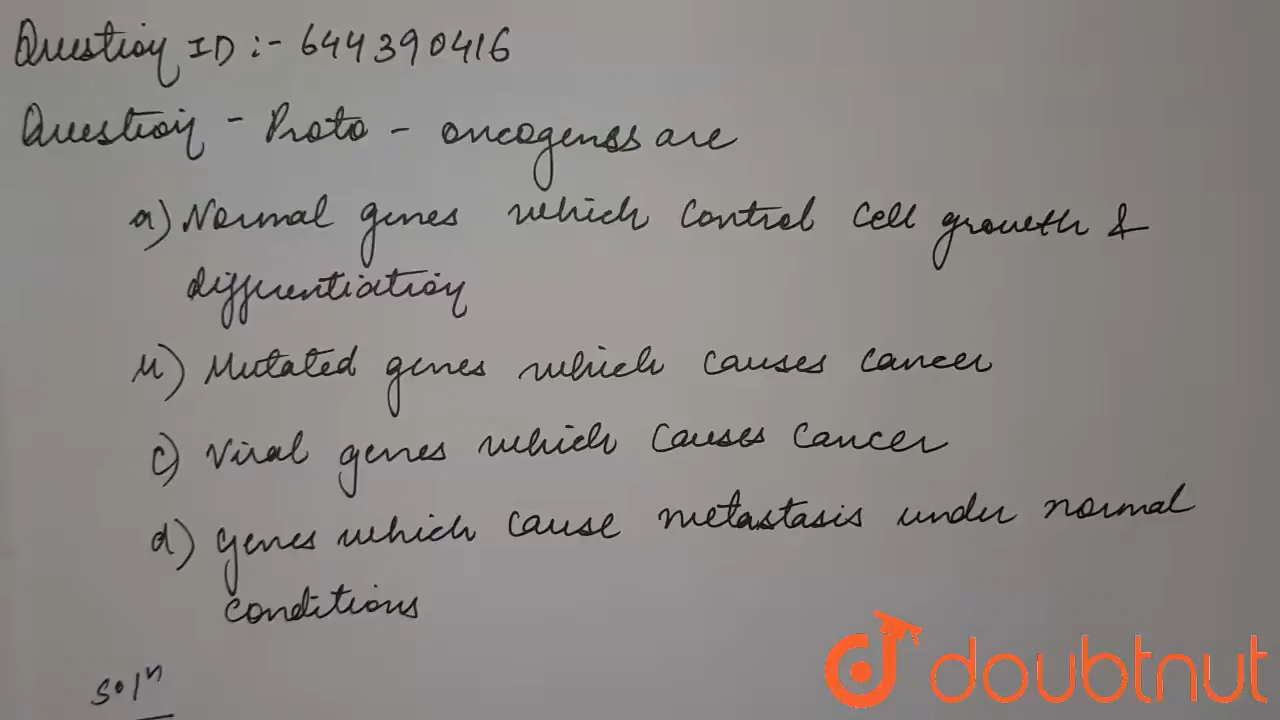 Question ID :- 644390416
Question - Proto - oncogenes are
a) Normal genes which control cell growth &
differentiation
b) Mutated genes which causes cancer
c) Viral genes which causes cancer
d) Genes which cause metastasis under normal
conditions
Solⁿ
doubtnut